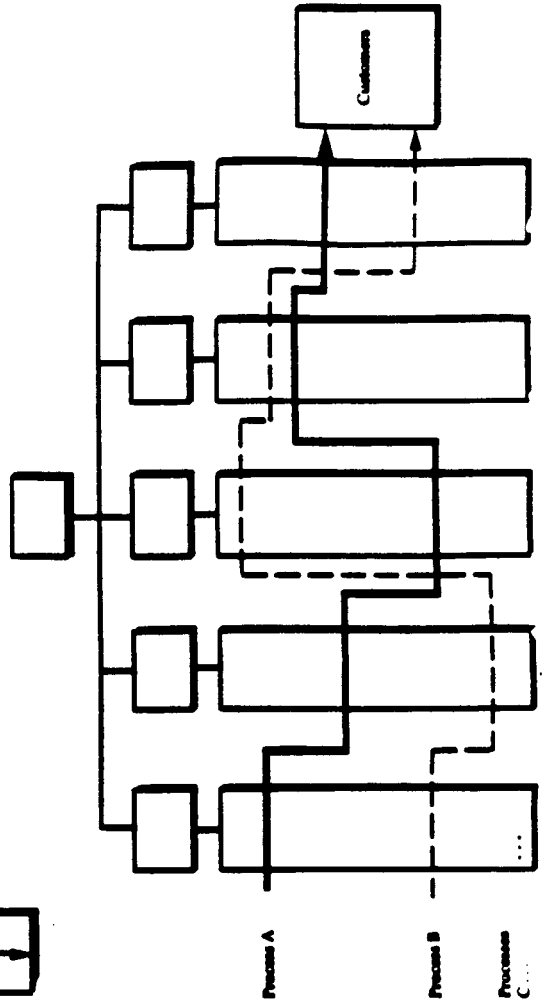 Customers
Process A
Process B
Processes
C . . .
. . .